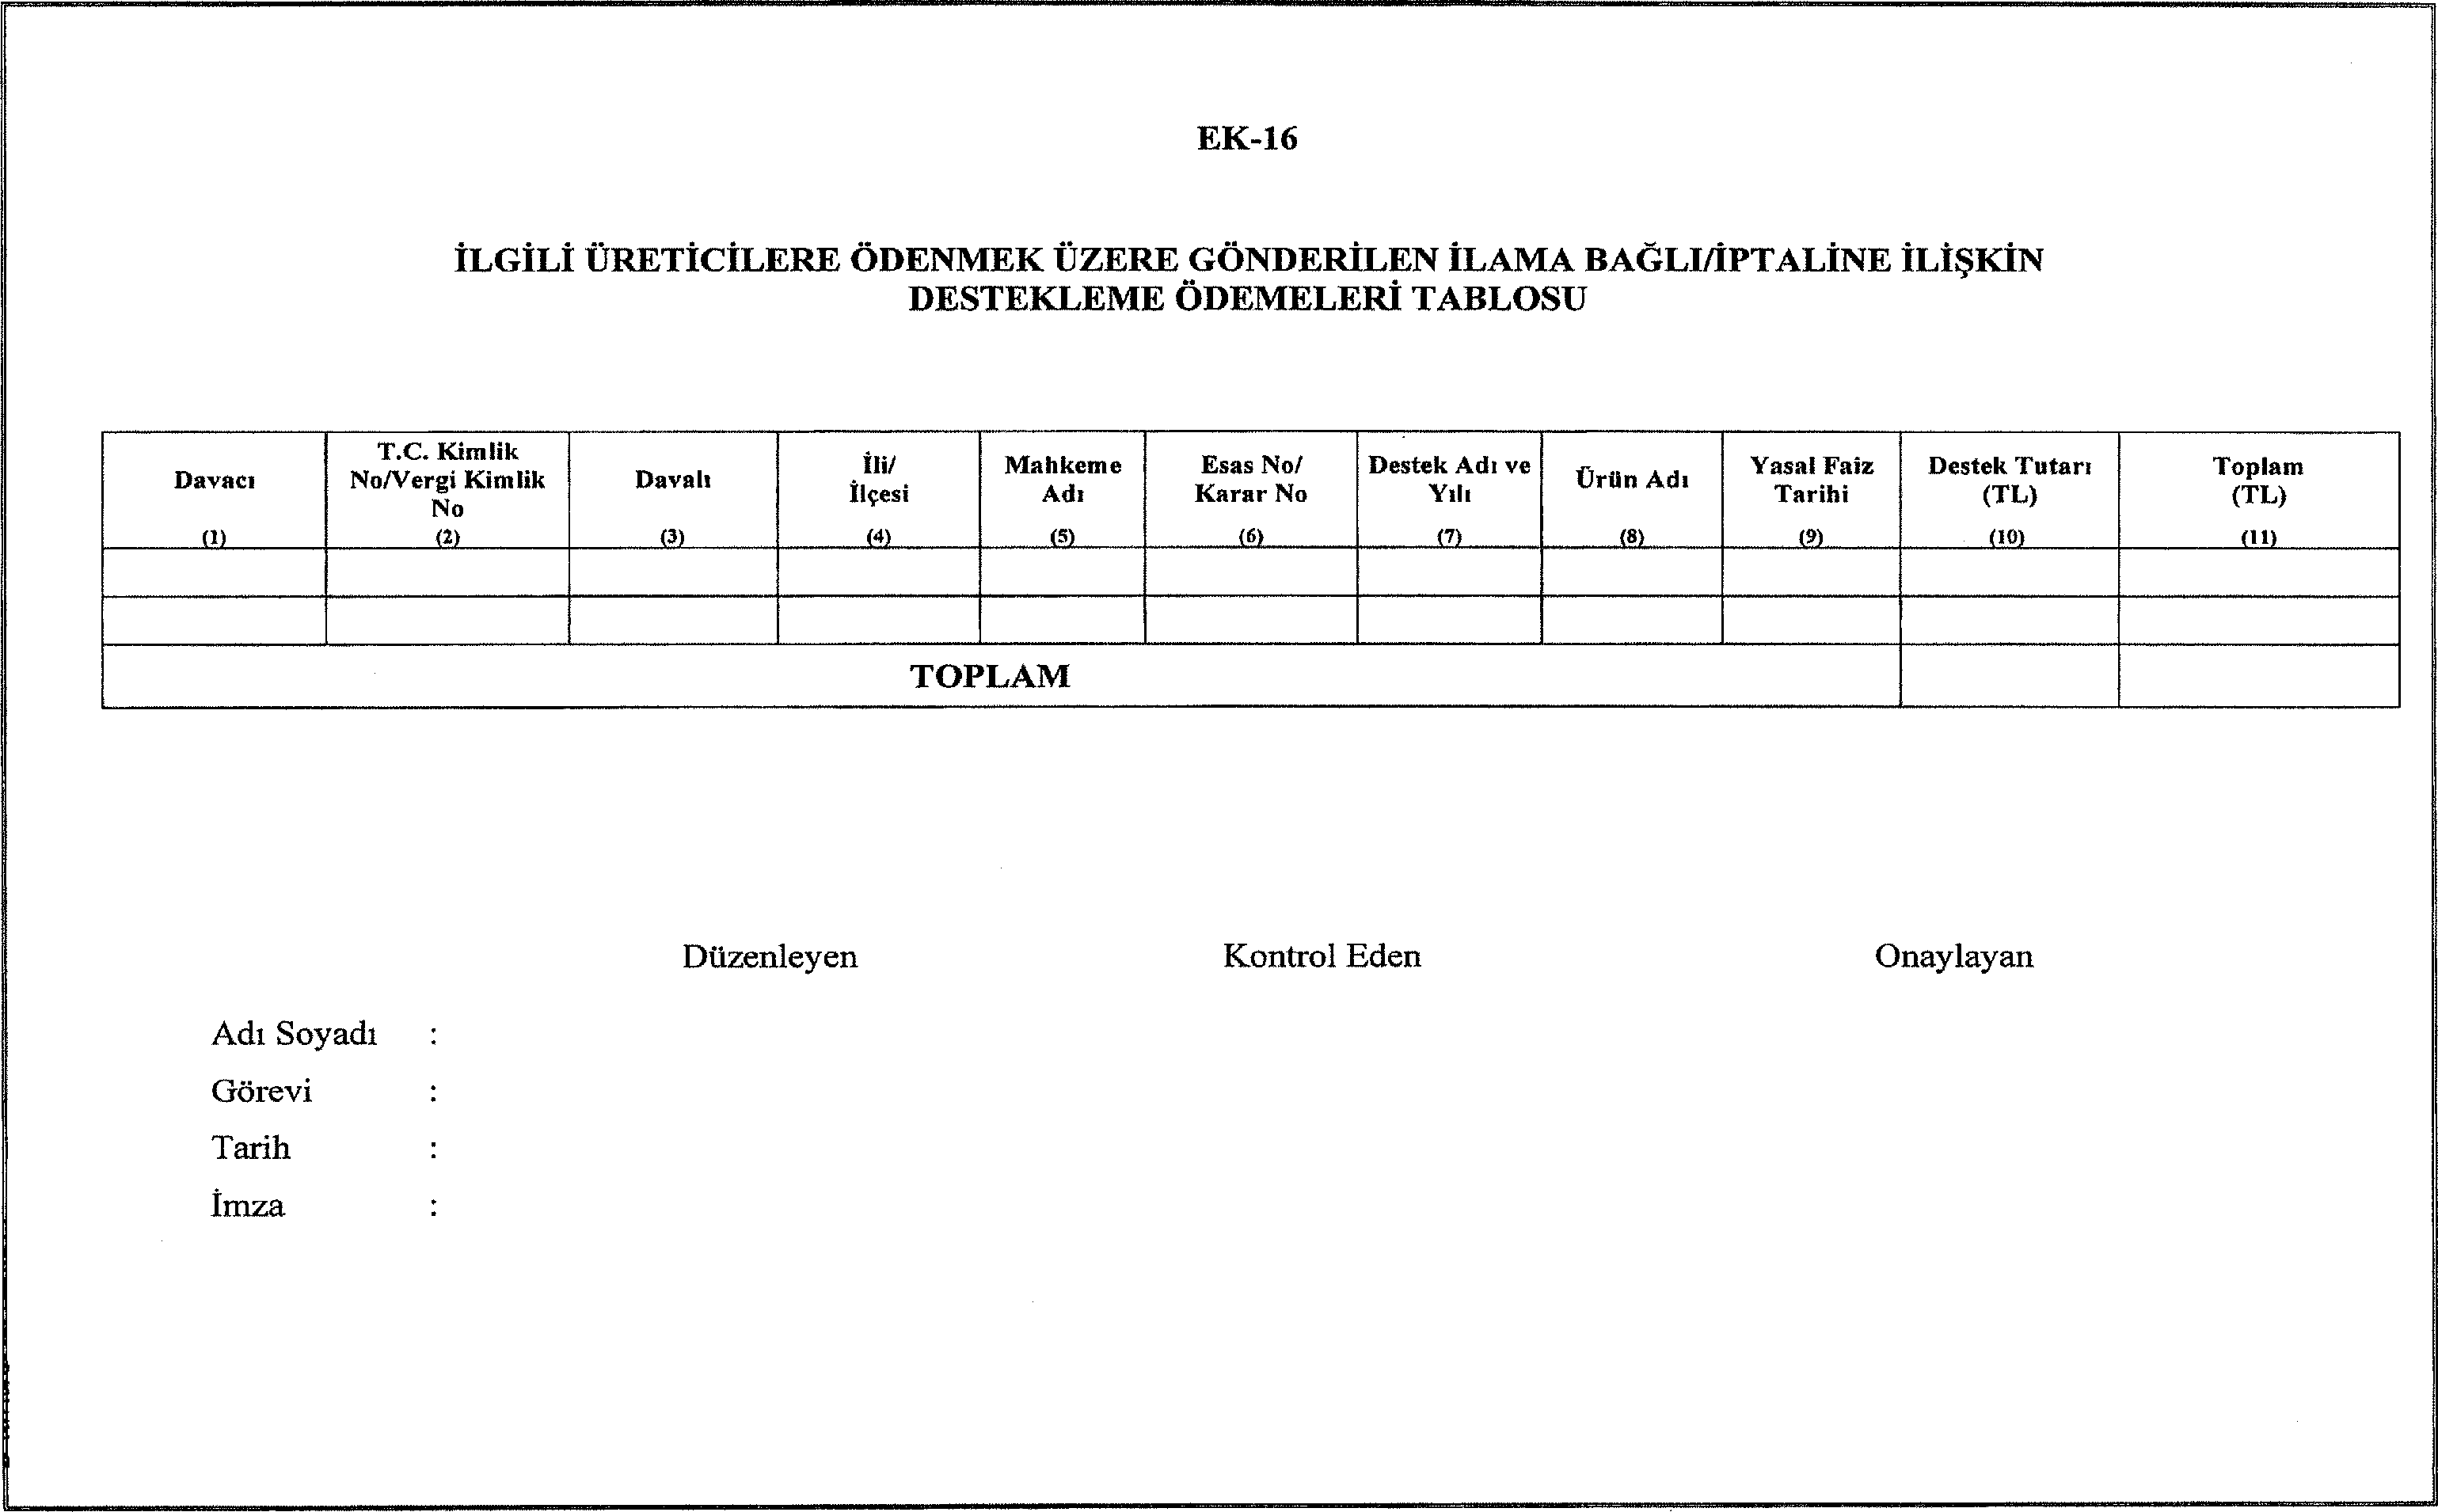 EK-16
İLGİLİ ÜRETİCİLERE ÖDENMEK ÜZERE GÖNDERİLEN İLAMA BAĞLI/İPTALİNE İLİŞKİN
DESTEKLEME ÖDEMELERİ TABLOSU
Davacı
(1)
T.C. Kimlik
No/Vergi Kimlik
No
(2)
Davalı
(3)
İli/
İlçesi
(4)
Mahkeme
Adı
(5)
Esas No/
Karar No
(6)
Destek Adı ve
Yılı
(7)
Ürün Adı
(8)
Yasal Faiz
Tarihi
(9)
Destek Tutarı
(TL)
(10)
Toplam
(TL)
(11)
TOPLAM
Düzenleyen Kontrol Eden Onaylayan
Adı Soyadı :
Görevi :
Tarih :
İmza :